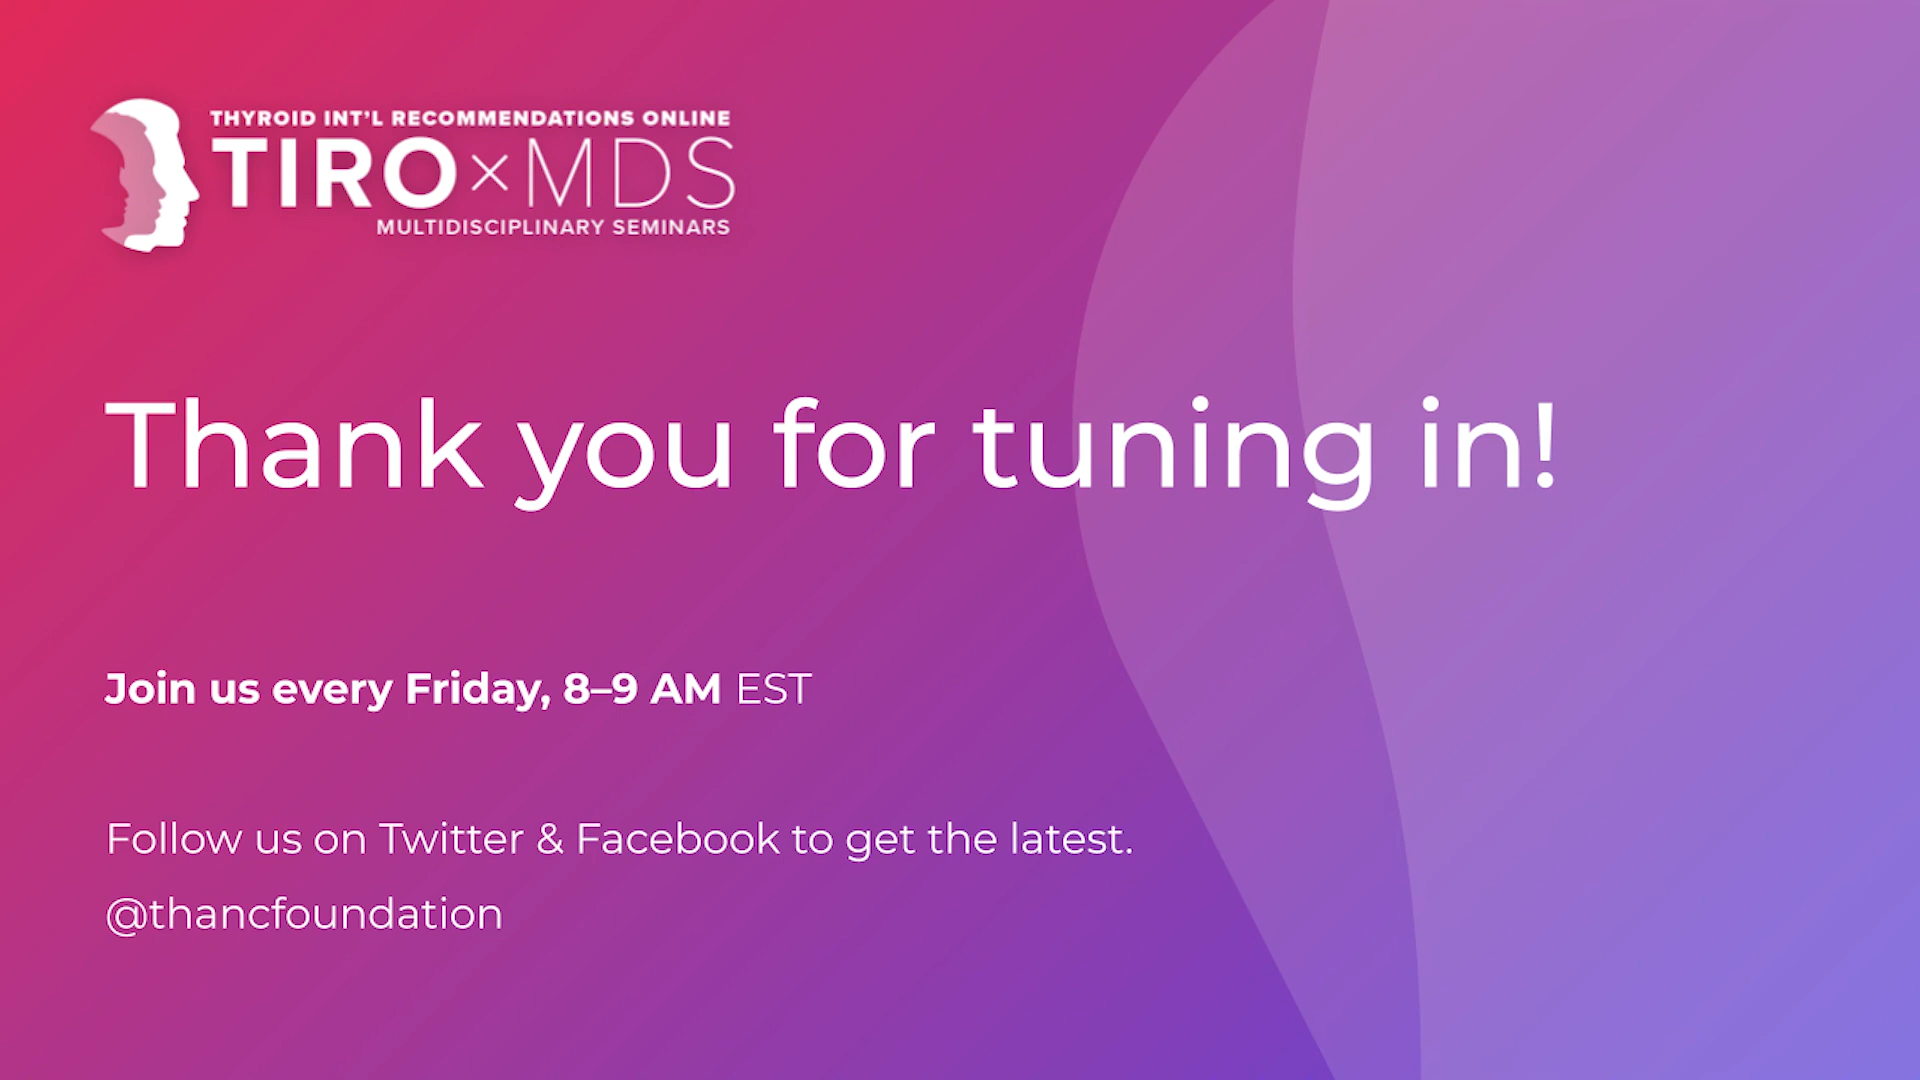 THYROID INT'L RECOMMENDATIONS ONLINE
TIRO×MDS
MULTIDISCIPLINARY SEMINARS
Thank you for tuning in!
Join us every Friday, 8–9 AM EST
Follow us on Twitter & Facebook to get the latest.
@thancfoundation